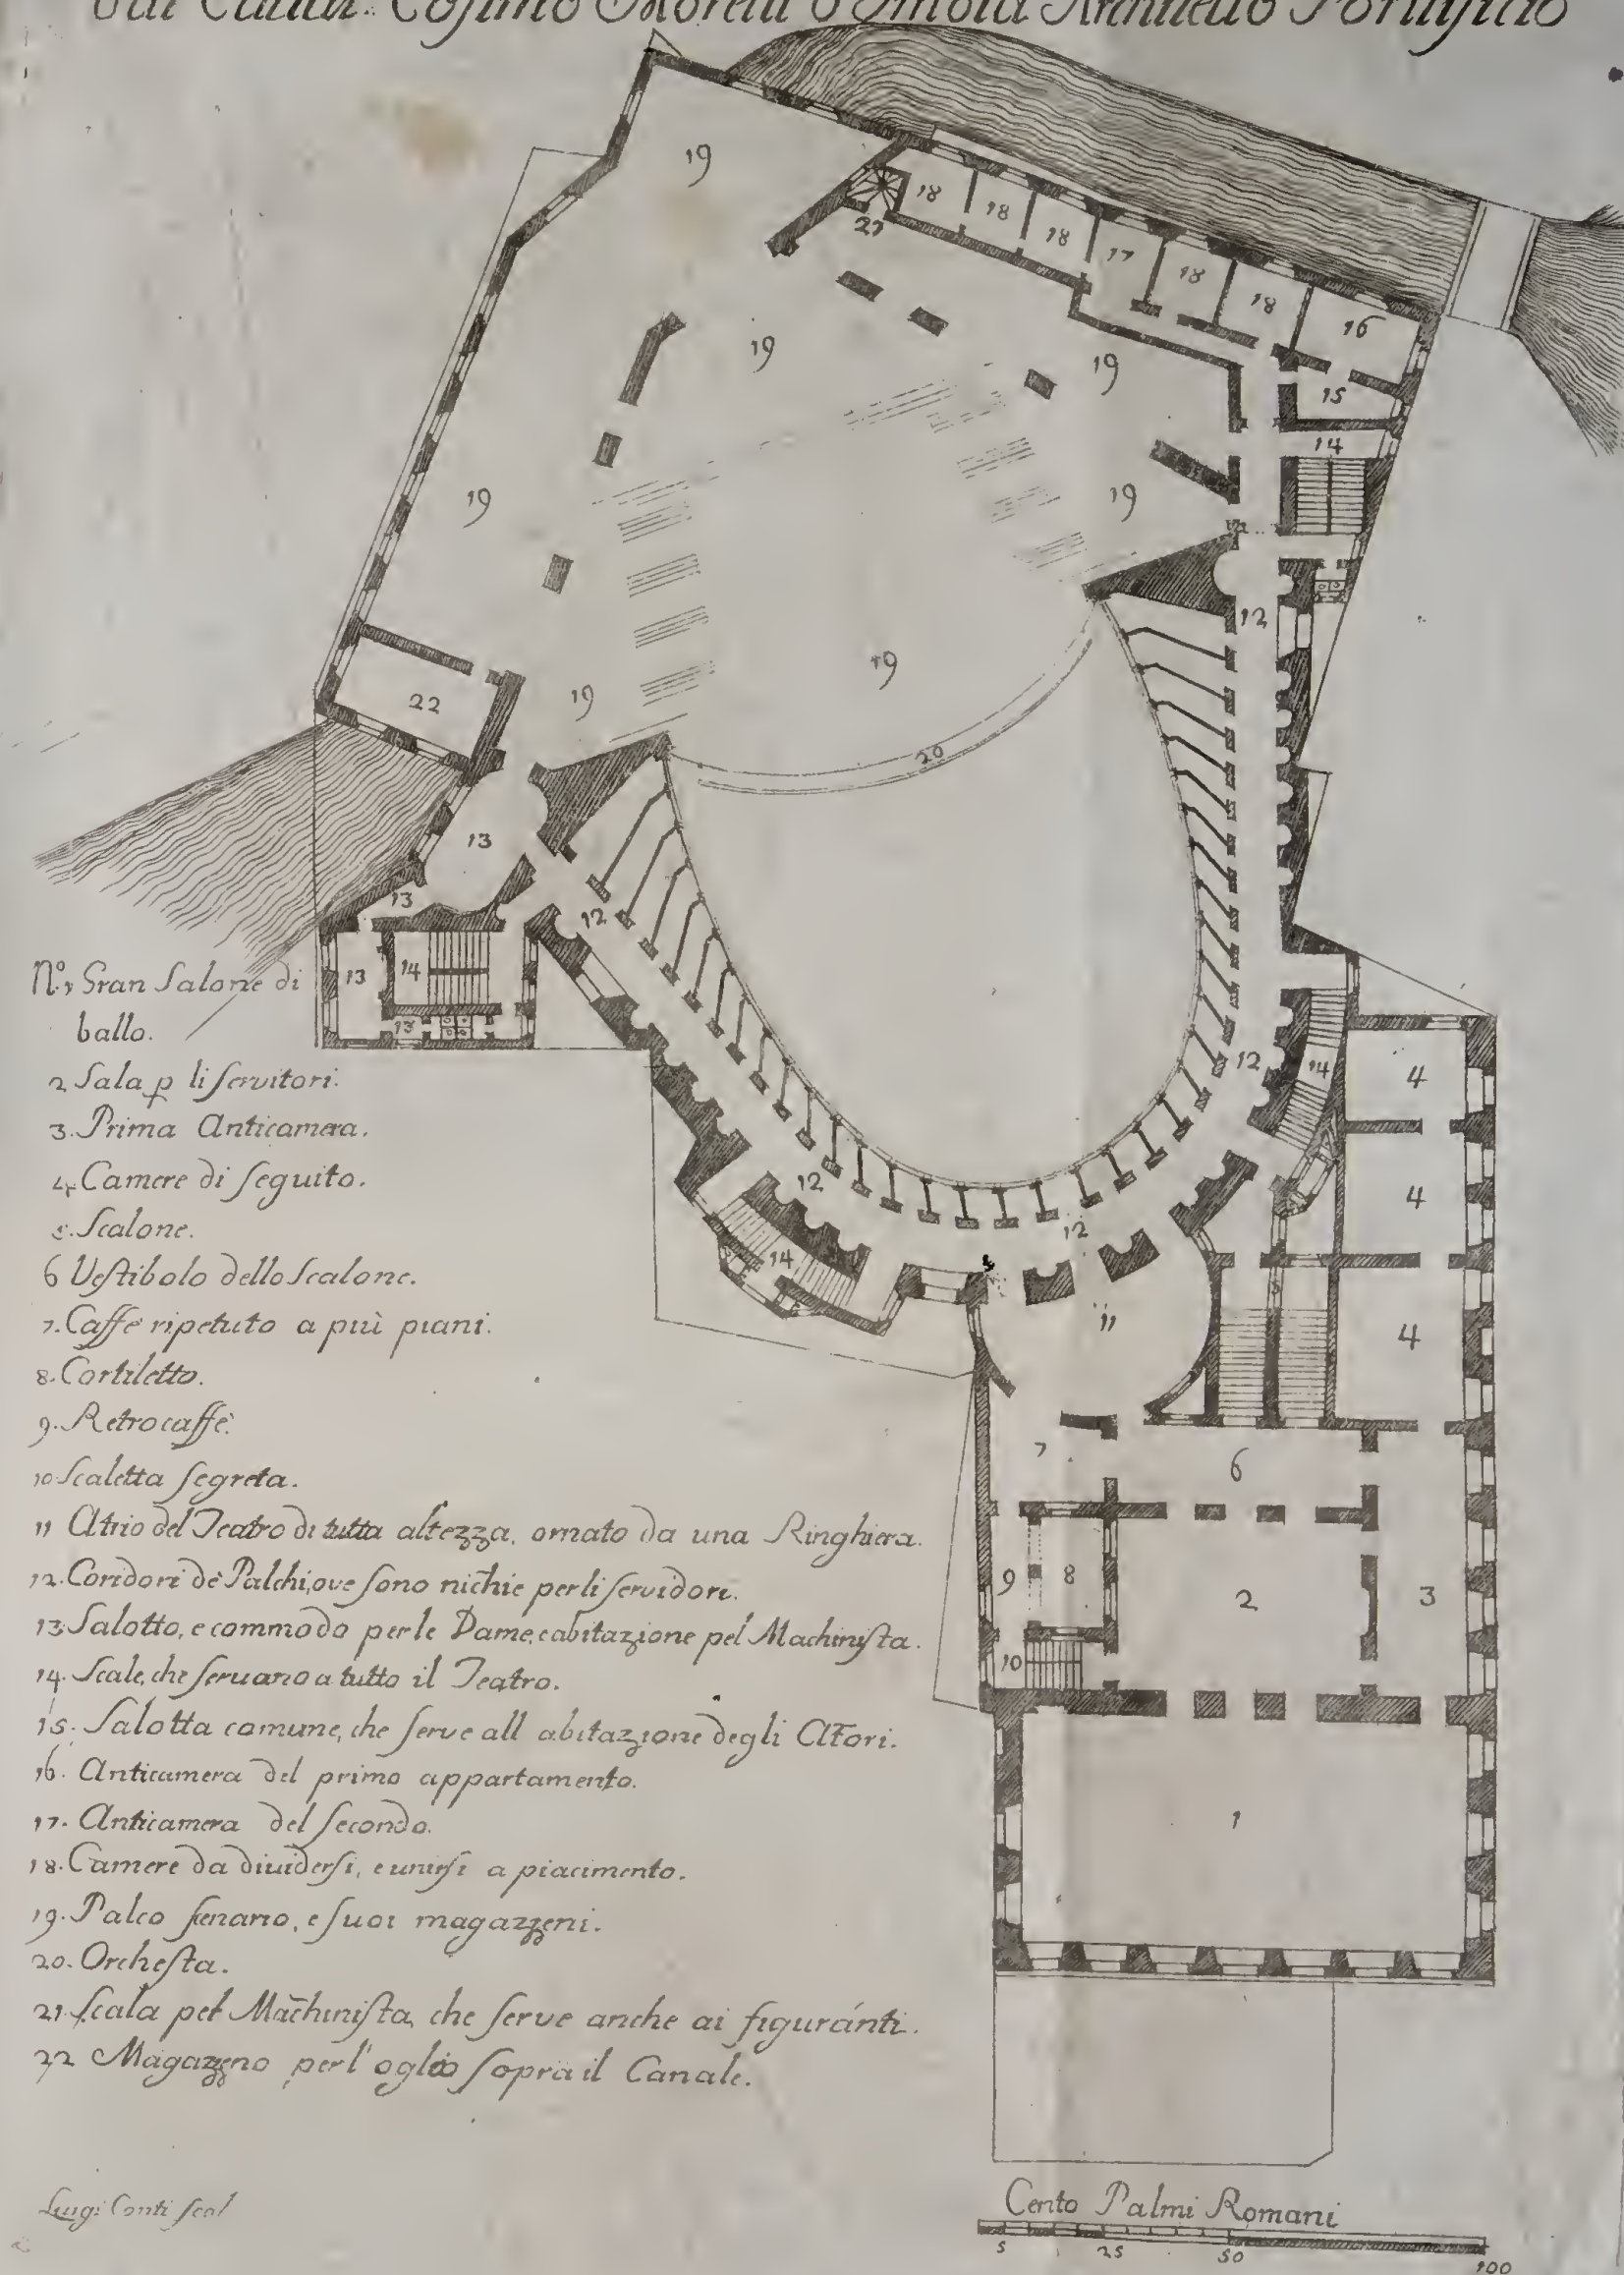 dal Cavalr. Cosimo Morelli d'Imola Architetto Pontificio
19
18
18
18
17
18
18
16
21
15
14
19
19
19
19
19
22
19
12
20
13
13
12
13
14
13
12
14
4
12
12
14
4
11
4
7
6
9
8
2
3
10
1
N.º 1 Gran Salone di
ballo.
2 Sala p li servitori.
3. Prima Anticamera.
4. Camere di seguito.
5. Scalone.
6 Vestibolo dello Scalone.
7. Caffè ripetuto a più piani.
8. Cortiletto.
9. Retrocaffè.
10 Scaletta segreta.
11 Atrio del Teatro di tutta altezza, ornato da una Ringhiera.
12. Coridori de Palchi, ove sono nichie per li servidori.
13 Salotto, e commodo per le Dame, e abitazione pel Machinista.
14. Scale, che servano a tutto il Teatro.
15. Salotta comune, che serve all abitazione degli Attori.
16. Anticamera del primo appartamento.
17. Anticamera del secondo.
18. Camere da dividersi, e unirsi a piacimento.
19. Palco scenario, e suoi magazzeni.
20. Orchesta.
21. Scala pel Machinista, che serve anche ai figuranti.
22 Magazzeno per l'oglio sopra il Canale.
Luigi Conti scol
Cento Palmi Romani
5 25 50 100